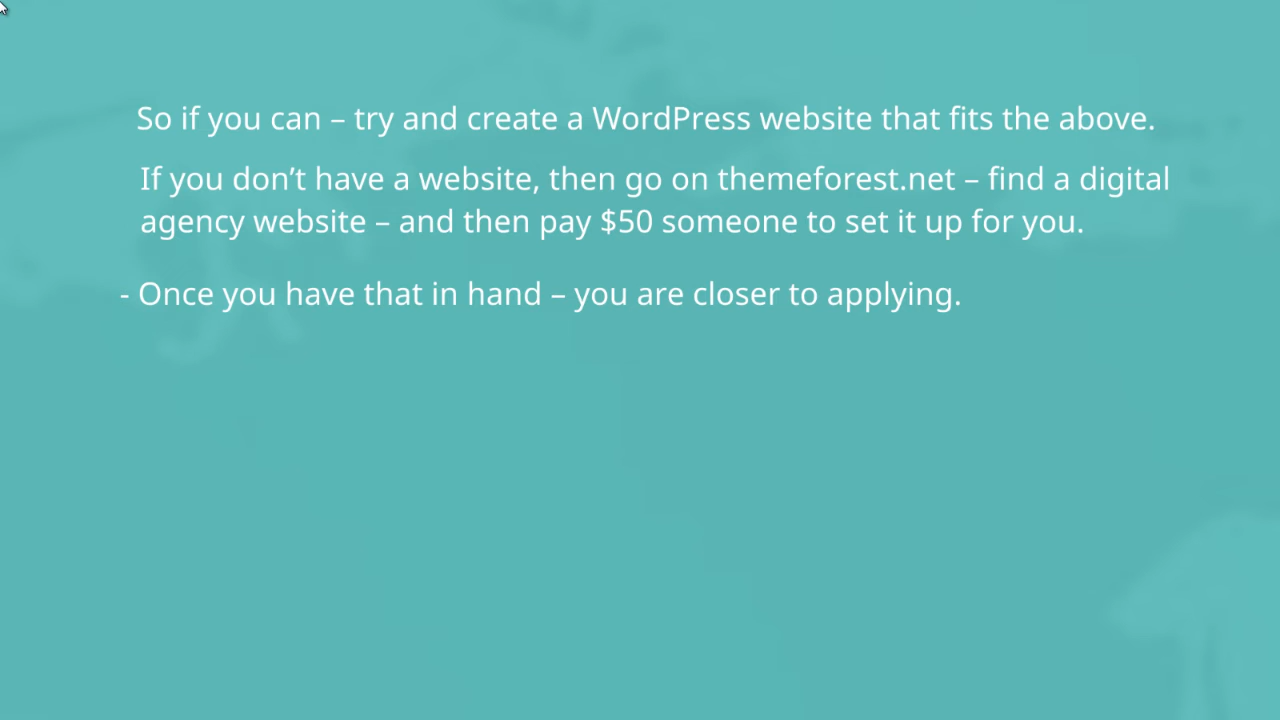 So if you can – try and create a WordPress website that fits the above.
If you don’t have a website, then go on themeforest.net – find a digital
agency website – and then pay $50 someone to set it up for you.
- Once you have that in hand – you are closer to applying.